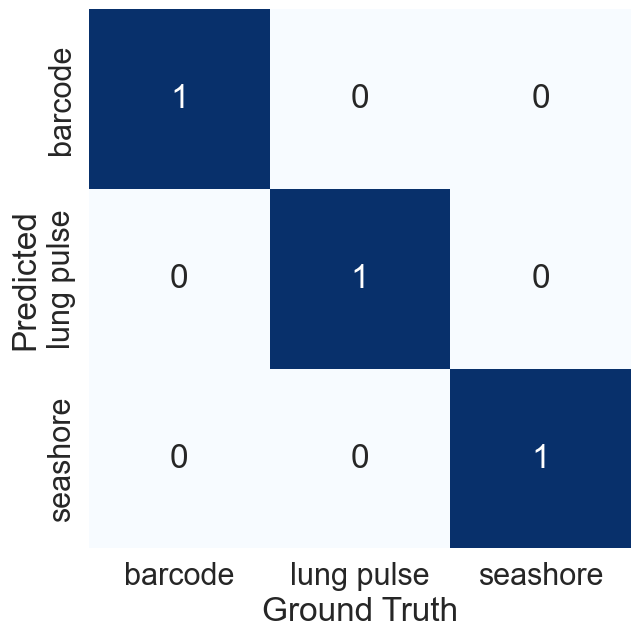 barcode
1 0 0
Predicted
lung pulse
0 1 0
seashore
0 0 1
barcode lung pulse seashore
Ground Truth